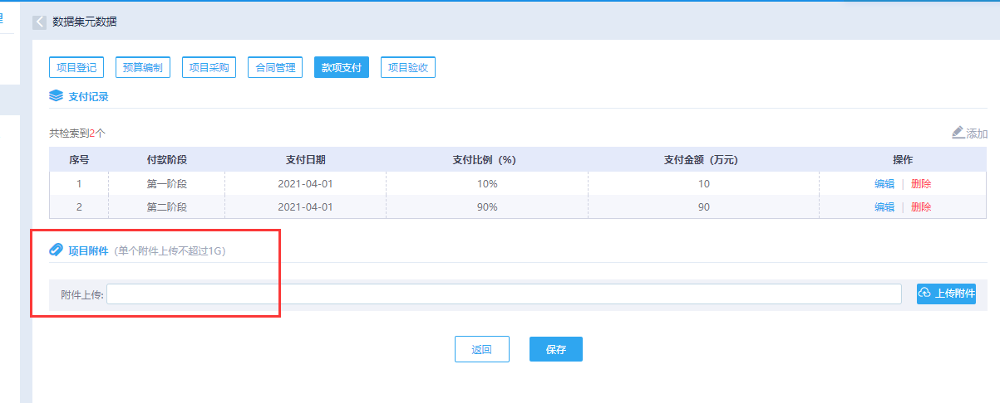 数据集元数据
项目登记 预算编制 项目采购 合同管理 款项支付 项目验收
支付记录
共检索到2个 添加
序号 付款阶段 支付日期 支付比例（%） 支付金额（万元） 操作
1 第一阶段 2021-04-01 10% 10 编辑 | 删除
2 第二阶段 2021-04-01 90% 90 编辑 | 删除
项目附件（单个附件上传不超过1G）
附件上传: 上传附件
返回 保存